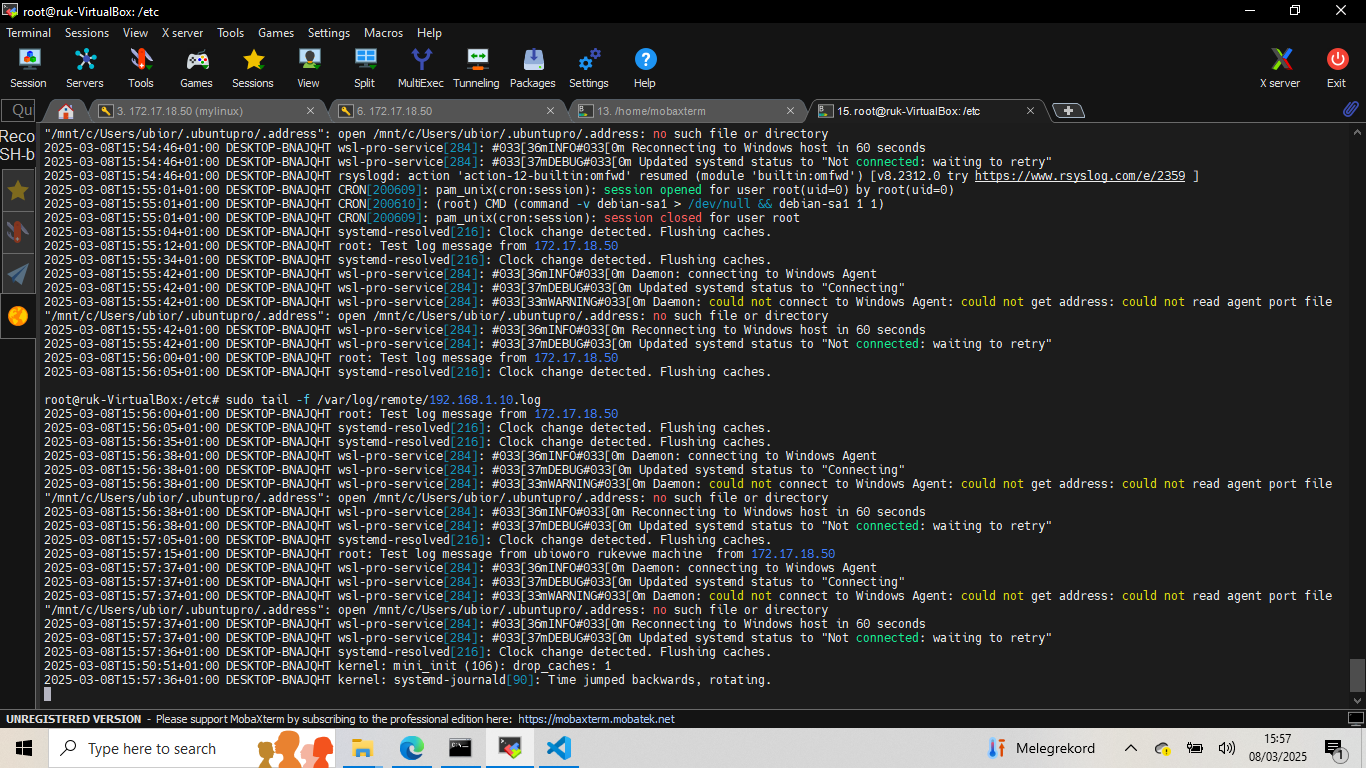 root@ruk-VirtualBox: /etc
Terminal Sessions View X server Tools Games Settings Macros Help
Session Servers Tools Games Sessions View Split MultiExec Tunneling Packages Settings Help X server Exit
Qu
3. 172.17.18.50 (mylinux) 6. 172.17.18.50 13. /home/mobaxterm 15. root@ruk-VirtualBox: /etc
Reco
SH-b
"/mnt/c/Users/ubior/.ubuntupro/.address": open /mnt/c/Users/ubior/.ubuntupro/.address: no such file or directory
2025-03-08T15:54:46+01:00 DESKTOP-BNAJQHT wsl-pro-service[284]: #033[36mINFO#033[0m Reconnecting to Windows host in 60 seconds
2025-03-08T15:54:46+01:00 DESKTOP-BNAJQHT wsl-pro-service[284]: #033[37mDEBUG#033[0m Updated systemd status to "Not connected: waiting to retry"
2025-03-08T15:54:46+01:00 DESKTOP-BNAJQHT rsyslogd: action 'action-12-builtin:omfwd' resumed (module 'builtin:omfwd') [v8.2312.0 try https://www.rsyslog.com/e/2359 ]
2025-03-08T15:55:01+01:00 DESKTOP-BNAJQHT CRON[200609]: pam_unix(cron:session): session opened for user root(uid=0) by root(uid=0)
2025-03-08T15:55:01+01:00 DESKTOP-BNAJQHT CRON[200610]: (root) CMD (command -v debian-sa1 > /dev/null && debian-sa1 1 1)
2025-03-08T15:55:01+01:00 DESKTOP-BNAJQHT CRON[200609]: pam_unix(cron:session): session closed for user root
2025-03-08T15:55:04+01:00 DESKTOP-BNAJQHT systemd-resolved[216]: Clock change detected. Flushing caches.
2025-03-08T15:55:12+01:00 DESKTOP-BNAJQHT root: Test log message from 172.17.18.50
2025-03-08T15:55:34+01:00 DESKTOP-BNAJQHT systemd-resolved[216]: Clock change detected. Flushing caches.
2025-03-08T15:55:42+01:00 DESKTOP-BNAJQHT wsl-pro-service[284]: #033[36mINFO#033[0m Daemon: connecting to Windows Agent
2025-03-08T15:55:42+01:00 DESKTOP-BNAJQHT wsl-pro-service[284]: #033[37mDEBUG#033[0m Updated systemd status to "Connecting"
2025-03-08T15:55:42+01:00 DESKTOP-BNAJQHT wsl-pro-service[284]: #033[33mWARNING#033[0m Daemon: could not connect to Windows Agent: could not get address: could not read agent port file
"/mnt/c/Users/ubior/.ubuntupro/.address": open /mnt/c/Users/ubior/.ubuntupro/.address: no such file or directory
2025-03-08T15:55:42+01:00 DESKTOP-BNAJQHT wsl-pro-service[284]: #033[36mINFO#033[0m Reconnecting to Windows host in 60 seconds
2025-03-08T15:55:42+01:00 DESKTOP-BNAJQHT wsl-pro-service[284]: #033[37mDEBUG#033[0m Updated systemd status to "Not connected: waiting to retry"
2025-03-08T15:56:00+01:00 DESKTOP-BNAJQHT root: Test log message from 172.17.18.50
2025-03-08T15:56:05+01:00 DESKTOP-BNAJQHT systemd-resolved[216]: Clock change detected. Flushing caches.
root@ruk-VirtualBox:/etc# sudo tail -f /var/log/remote/192.168.1.10.log
2025-03-08T15:56:00+01:00 DESKTOP-BNAJQHT root: Test log message from 172.17.18.50
2025-03-08T15:56:05+01:00 DESKTOP-BNAJQHT systemd-resolved[216]: Clock change detected. Flushing caches.
2025-03-08T15:56:35+01:00 DESKTOP-BNAJQHT systemd-resolved[216]: Clock change detected. Flushing caches.
2025-03-08T15:56:38+01:00 DESKTOP-BNAJQHT wsl-pro-service[284]: #033[36mINFO#033[0m Daemon: connecting to Windows Agent
2025-03-08T15:56:38+01:00 DESKTOP-BNAJQHT wsl-pro-service[284]: #033[37mDEBUG#033[0m Updated systemd status to "Connecting"
2025-03-08T15:56:38+01:00 DESKTOP-BNAJQHT wsl-pro-service[284]: #033[33mWARNING#033[0m Daemon: could not connect to Windows Agent: could not get address: could not read agent port file
"/mnt/c/Users/ubior/.ubuntupro/.address": open /mnt/c/Users/ubior/.ubuntupro/.address: no such file or directory
2025-03-08T15:56:38+01:00 DESKTOP-BNAJQHT wsl-pro-service[284]: #033[36mINFO#033[0m Reconnecting to Windows host in 60 seconds
2025-03-08T15:56:38+01:00 DESKTOP-BNAJQHT wsl-pro-service[284]: #033[37mDEBUG#033[0m Updated systemd status to "Not connected: waiting to retry"
2025-03-08T15:57:05+01:00 DESKTOP-BNAJQHT systemd-resolved[216]: Clock change detected. Flushing caches.
2025-03-08T15:57:15+01:00 DESKTOP-BNAJQHT root: Test log message from ubioworo rukevwe machine  from 172.17.18.50
2025-03-08T15:57:37+01:00 DESKTOP-BNAJQHT wsl-pro-service[284]: #033[36mINFO#033[0m Daemon: connecting to Windows Agent
2025-03-08T15:57:37+01:00 DESKTOP-BNAJQHT wsl-pro-service[284]: #033[37mDEBUG#033[0m Updated systemd status to "Connecting"
2025-03-08T15:57:37+01:00 DESKTOP-BNAJQHT wsl-pro-service[284]: #033[33mWARNING#033[0m Daemon: could not connect to Windows Agent: could not get address: could not read agent port file
"/mnt/c/Users/ubior/.ubuntupro/.address": open /mnt/c/Users/ubior/.ubuntupro/.address: no such file or directory
2025-03-08T15:57:37+01:00 DESKTOP-BNAJQHT wsl-pro-service[284]: #033[36mINFO#033[0m Reconnecting to Windows host in 60 seconds
2025-03-08T15:57:37+01:00 DESKTOP-BNAJQHT wsl-pro-service[284]: #033[37mDEBUG#033[0m Updated systemd status to "Not connected: waiting to retry"
2025-03-08T15:57:36+01:00 DESKTOP-BNAJQHT systemd-resolved[216]: Clock change detected. Flushing caches.
2025-03-08T15:50:51+01:00 DESKTOP-BNAJQHT kernel: mini_init (106): drop_caches: 1
2025-03-08T15:57:36+01:00 DESKTOP-BNAJQHT kernel: systemd-journald[90]: Time jumped backwards, rotating.
UNREGISTERED VERSION - Please support MobaXterm by subscribing to the professional edition here: https://mobaxterm.mobatek.net
Type here to search
Melegrekord
15:57
08/03/2025
1